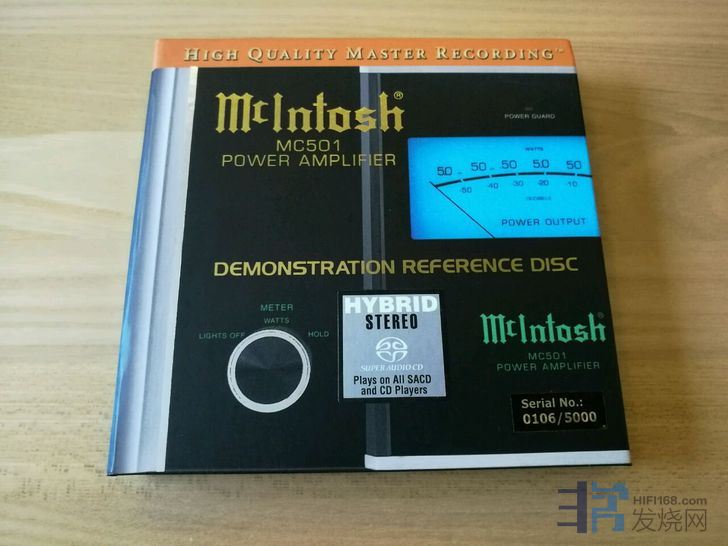 HIGH QUALITY MASTER RECORDING™
McIntosh®
MC501
POWER AMPLIFIER
POWER GUARD
WATTS
50 50 50 50
-50 -40 -30 -20 -10
DECIBELS
POWER OUTPUT
DEMONSTRATION REFERENCE DISC
METER
WATTS
LIGHTS OFF HOLD
HYBRID
STEREO
SUPER AUDIO CD
Plays on All SACD
and CD Players
McIntosh®
MC501
POWER AMPLIFIER
Serial No.:
0106/5000
HIFI168.com
发烧网